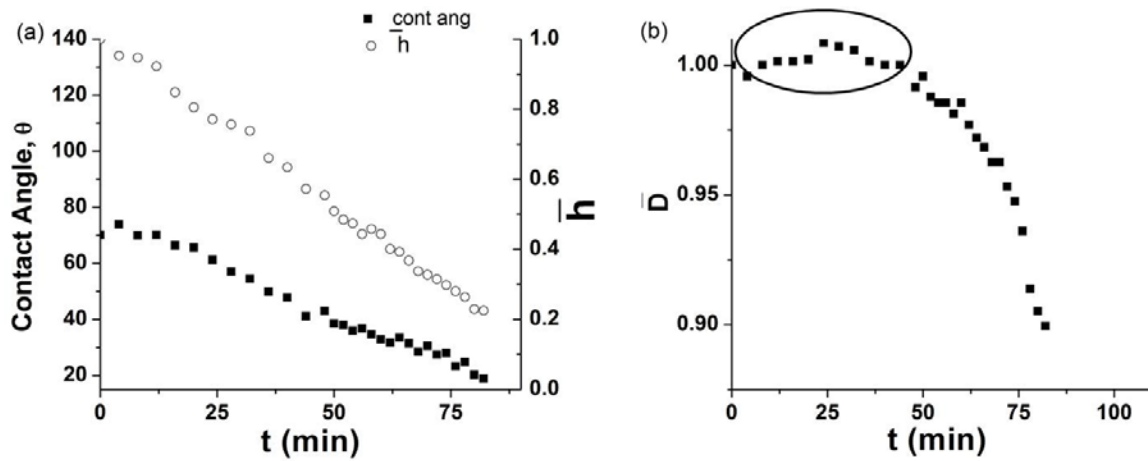 (a)
cont ang
h̅
140
120
100
80
60
40
20
Contact Angle, θ
1.0
0.8
0.6
0.4
0.2
0.0
h̅
0 25 50 75
t (min)
(b)
1.00
0.95
0.90
D̅
0 25 50 75 100
t (min)